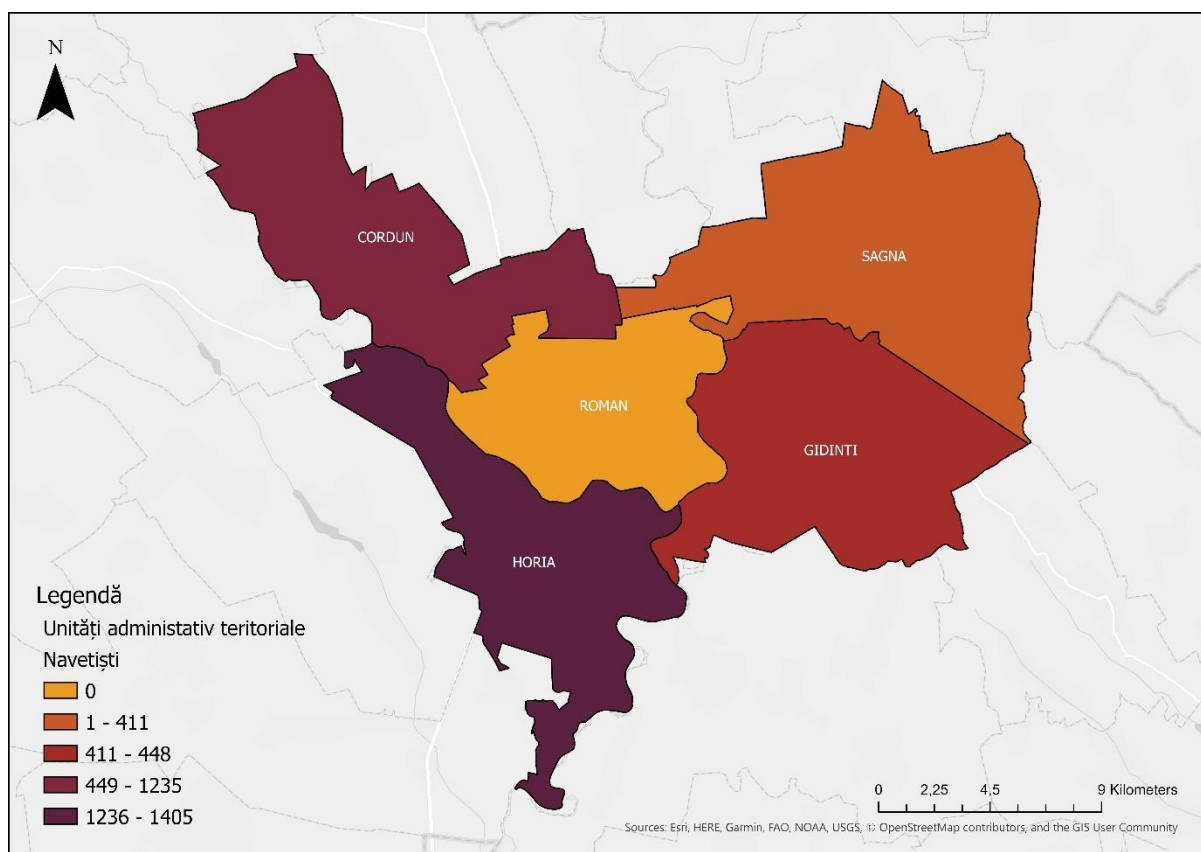 N
CORDUN
SAGNA
ROMAN
GIDINTI
HORIA
Legendă
Unități administativ teritoriale
Navetiști
0
1 - 411
411 - 448
449 - 1235
1236 - 1405
0 2,25 4,5 9 Kilometers
Sources: Esri, HERE, Garmin, FAO, NOAA, USGS, © OpenStreetMap contributors, and the GIS User Community